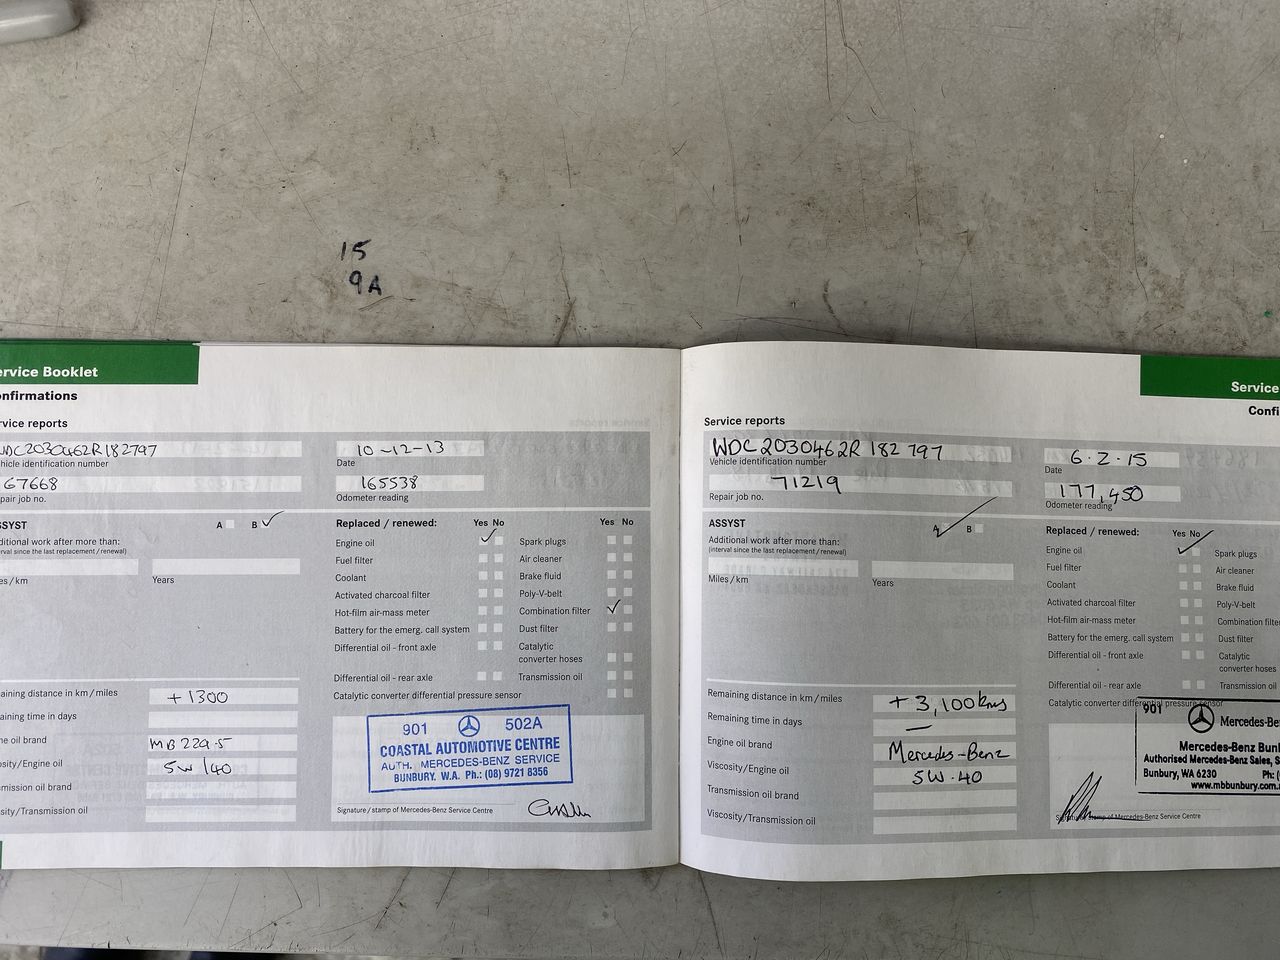 15
9A
ervice Booklet
onfirmations
rvice reports
WDC2030462R182797
ehicle identification number
10-12-13
Date
67668
epair job no.
165538
Odometer reading
SSYST
A
B
dditional work after more than:
erval since the last replacement / renewal)
es/km
Years
Replaced / renewed:
Yes No
Yes No
Engine oil
Spark plugs
Fuel filter
Air cleaner
Coolant
Brake fluid
Activated charcoal filter
Poly-V-belt
Hot-film air-mass meter
Combination filter
Battery for the emerg. call system
Dust filter
Differential oil - front axle
Catalytic
converter hoses
Differential oil - rear axle
Transmission oil
Catalytic converter differential pressure sensor
aining distance in km/miles
+1300
aining time in days
ne oil brand
MB 229.5
osity/Engine oil
5W/40
mission oil brand
sity/Transmission oil
901
502A
COASTAL AUTOMOTIVE CENTRE
AUTH. MERCEDES-BENZ SERVICE
BUNBURY. W.A. Ph.: (08) 9721 8356
Signature / stamp of Mercedes-Benz Service Centre
Service
Confi
Service reports
WDC2030462R 182 797
Vehicle identification number
6.2.15
Date
71219
Repair job no.
177,450
Odometer reading
ASSYST
A
B
Additional work after more than:
(interval since the last replacement / renewal)
Miles/km
Years
Replaced / renewed:
Yes No
Engine oil
Spark plugs
Fuel filter
Air cleaner
Coolant
Brake fluid
Activated charcoal filter
Poly-V-belt
Hot-film air-mass meter
Combination filte
Battery for the emerg. call system
Dust filter
Differential oil - front axle
Catalytic
converter hoses
Differential oil - rear axle
Transmission oil
Catalytic converter differential pressure sensor
Remaining distance in km/miles
+3,100kms
Remaining time in days
—
Engine oil brand
Mercedes-Benz
Viscosity/Engine oil
5W.40
Transmission oil brand
Viscosity/Transmission oil
901
Mercedes-Be
Mercedes-Benz Bun
Authorised Mercedes-Benz Sales, S
Bunbury, WA 6230
Ph: (
www.mbbunbury.com.
Signature / stamp of Mercedes-Benz Service Centre